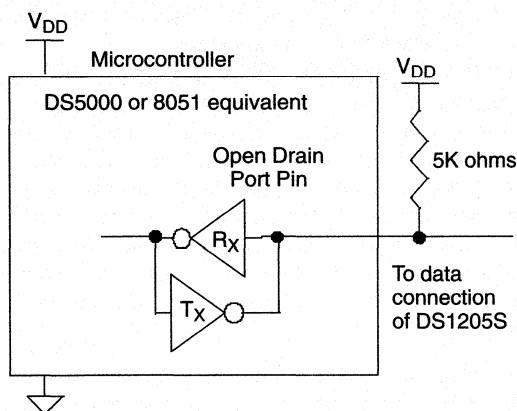 VDD
Microcontroller
VDD
DS5000 or 8051 equivalent
5K ohms
Open Drain
Port Pin
RX
TX
To data
connection
of DS1205S